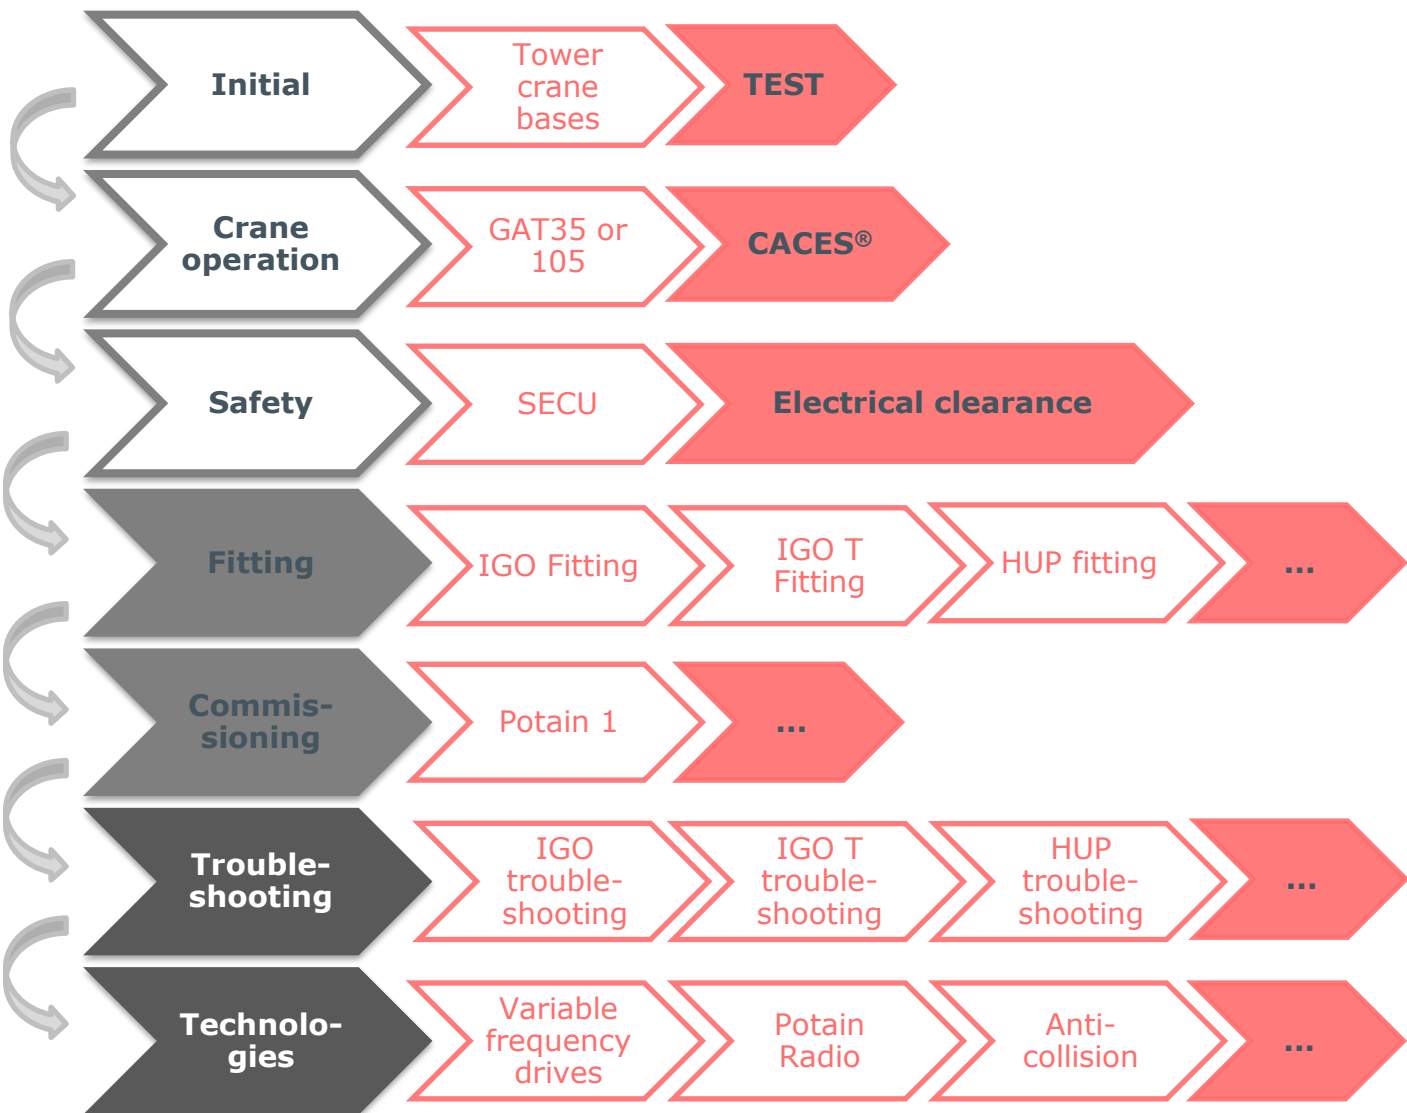 Initial
Tower
crane
bases
TEST
Crane
operation
GAT35 or
105
CACES®
Safety
SECU
Electrical clearance
Fitting
IGO Fitting
IGO T
Fitting
HUP fitting
...
Commis-
sioning
Potain 1
...
Trouble-
shooting
IGO
trouble-
shooting
IGO T
trouble-
shooting
HUP
trouble-
shooting
...
Technolo-
gies
Variable
frequency
drives
Potain
Radio
Anti-
collision
...